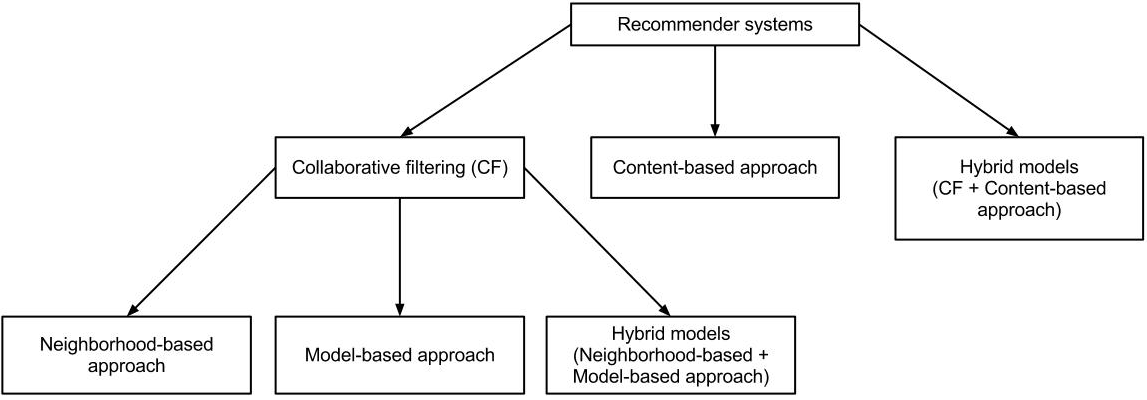 Recommender systems
Collaborative filtering (CF)
Content-based approach
Hybrid models
(CF + Content-based
approach)
Neighborhood-based
approach
Model-based approach
Hybrid models
(Neighborhood-based +
Model-based approach)